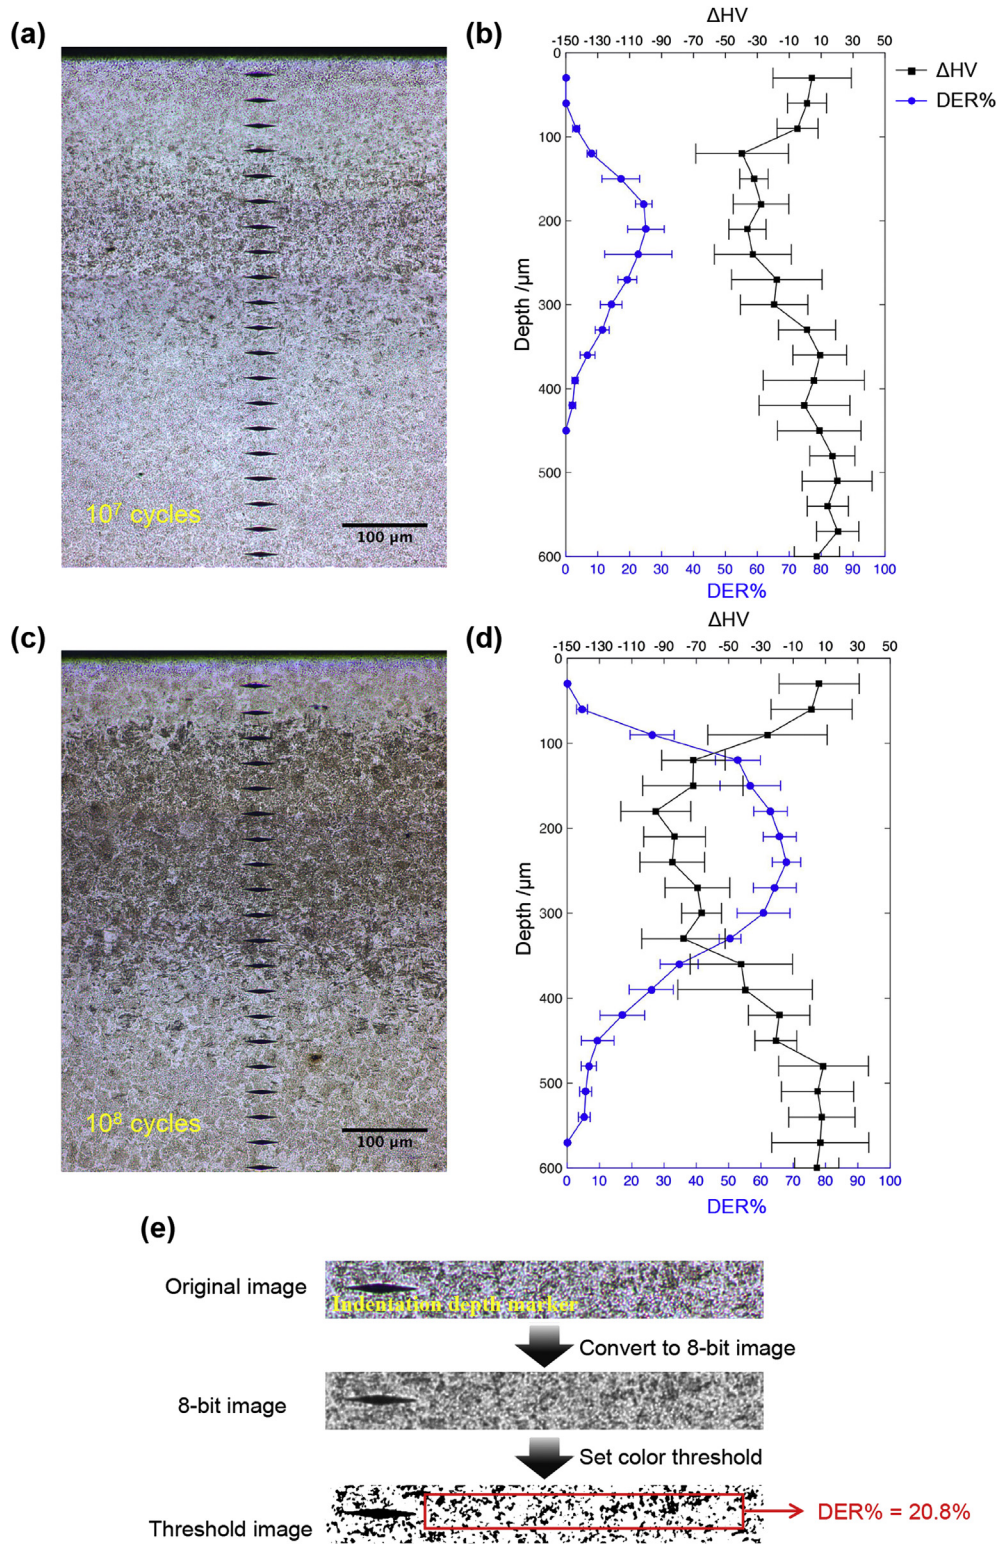 (a)
10⁷ cycles
100 µm
(b)
ΔHV
-150 -130 -110 -90 -70 -50 -30 -10 10 30 50
0
100
200
300
400
500
600
Depth /µm
ΔHV
DER%
0 10 20 30 40 50 60 70 80 90 100
DER%
(c)
10⁸ cycles
100 µm
(d)
ΔHV
-150 -130 -110 -90 -70 -50 -30 -10 10 30 50
0
100
200
300
400
500
600
Depth /µm
0 10 20 30 40 50 60 70 80 90 100
DER%
(e)
Original image
Indentation depth marker
Convert to 8-bit image
8-bit image
Set color threshold
Threshold image
DER% = 20.8%